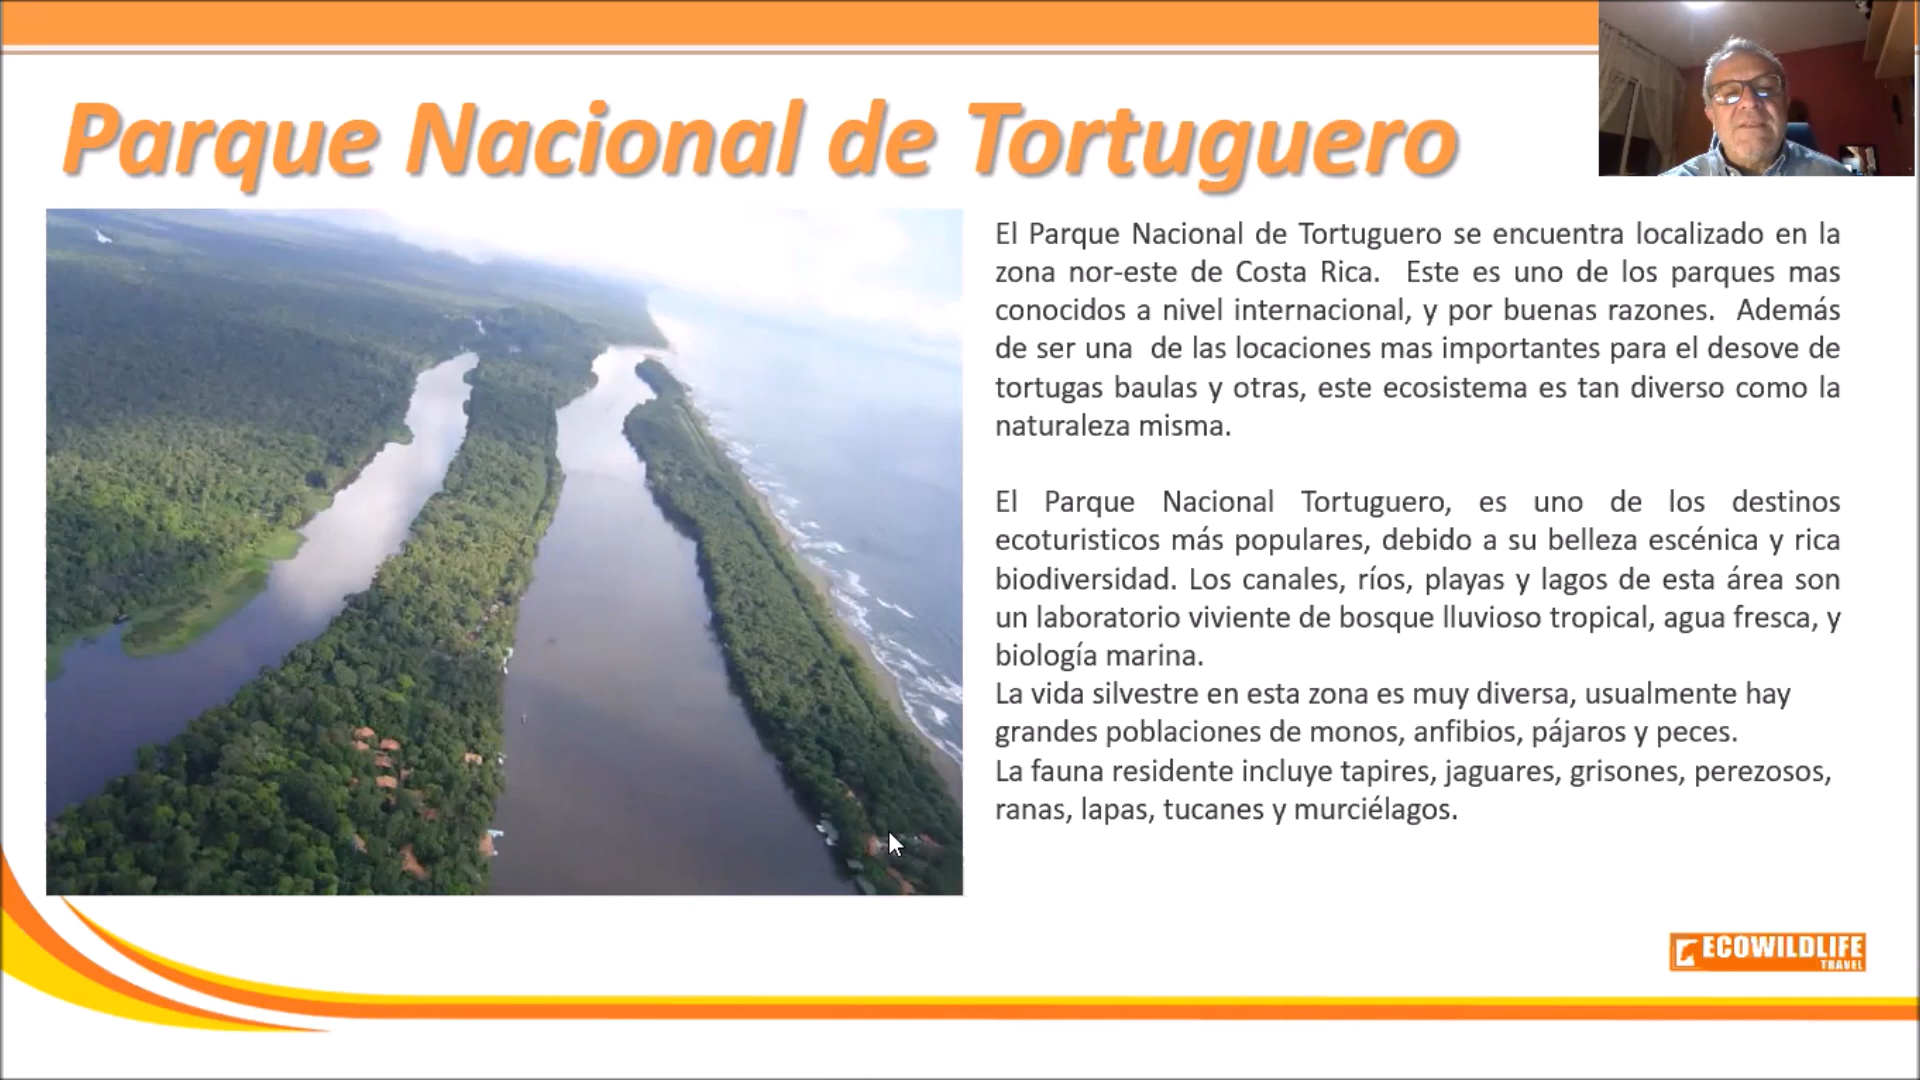 Parque Nacional de Tortuguero
El Parque Nacional de Tortuguero se encuentra localizado en la
zona nor-este de Costa Rica.  Este es uno de los parques mas
conocidos a nivel internacional, y por buenas razones.  Además
de ser una  de las locaciones mas importantes para el desove de
tortugas baulas y otras, este ecosistema es tan diverso como la
naturaleza misma.
El Parque Nacional Tortuguero, es uno de los destinos
ecoturisticos más populares, debido a su belleza escénica y rica
biodiversidad. Los canales, ríos, playas y lagos de esta área son
un laboratorio viviente de bosque lluvioso tropical, agua fresca, y
biología marina.
La vida silvestre en esta zona es muy diversa, usualmente hay
grandes poblaciones de monos, anfibios, pájaros y peces.
La fauna residente incluye tapires, jaguares, grisones, perezosos,
ranas, lapas, tucanes y murciélagos.
ECOWILDLIFE
TRAVEL